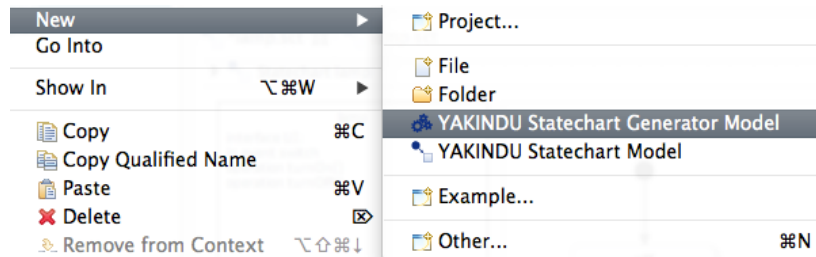 New ▶
Go Into
Show In ⌥⌘W ▶
Copy ⌘C
Copy Qualified Name
Paste ⌘V
Delete ⌦
Remove from Context ⌥⇧⌘↓
Project...
File
Folder
YAKINDU Statechart Generator Model
YAKINDU Statechart Model
Example...
Other... ⌘N